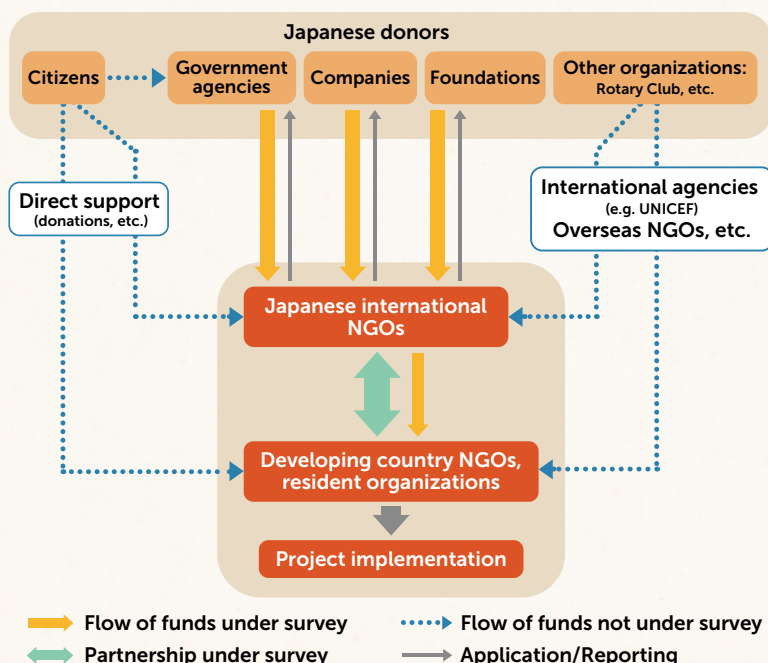 Japanese donors
Citizens
Government
agencies
Companies
Foundations
Other organizations:
Rotary Club, etc.
Direct support
(donations, etc.)
International agencies
(e.g. UNICEF)
Overseas NGOs, etc.
Japanese international
NGOs
Developing country NGOs,
resident organizations
Project implementation
Flow of funds under survey
Flow of funds not under survey
Partnership under survey
Application/Reporting